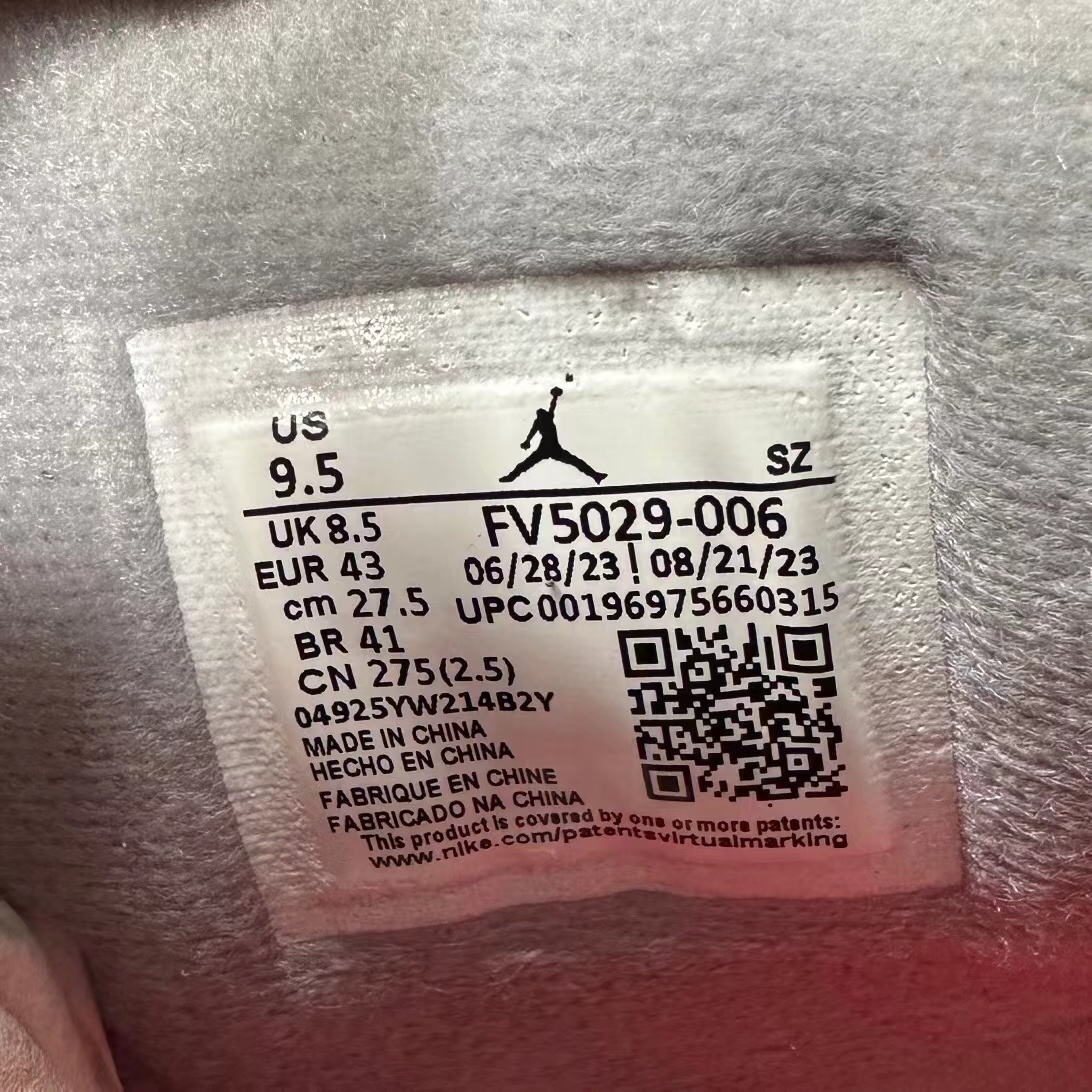 US
9.5
SZ
UK 8.5
FV5029-006
EUR 43
06/28/23 | 08/21/23
cm 27.5
UPC00196975660315
BR 41
CN 275(2.5)
04925YW214B2Y
MADE IN CHINA
HECHO EN CHINA
FABRIQUE EN CHINE
FABRICADO NA CHINA
This product is covered by one or more patents:
www.nike.com/patentsvirtualmarking